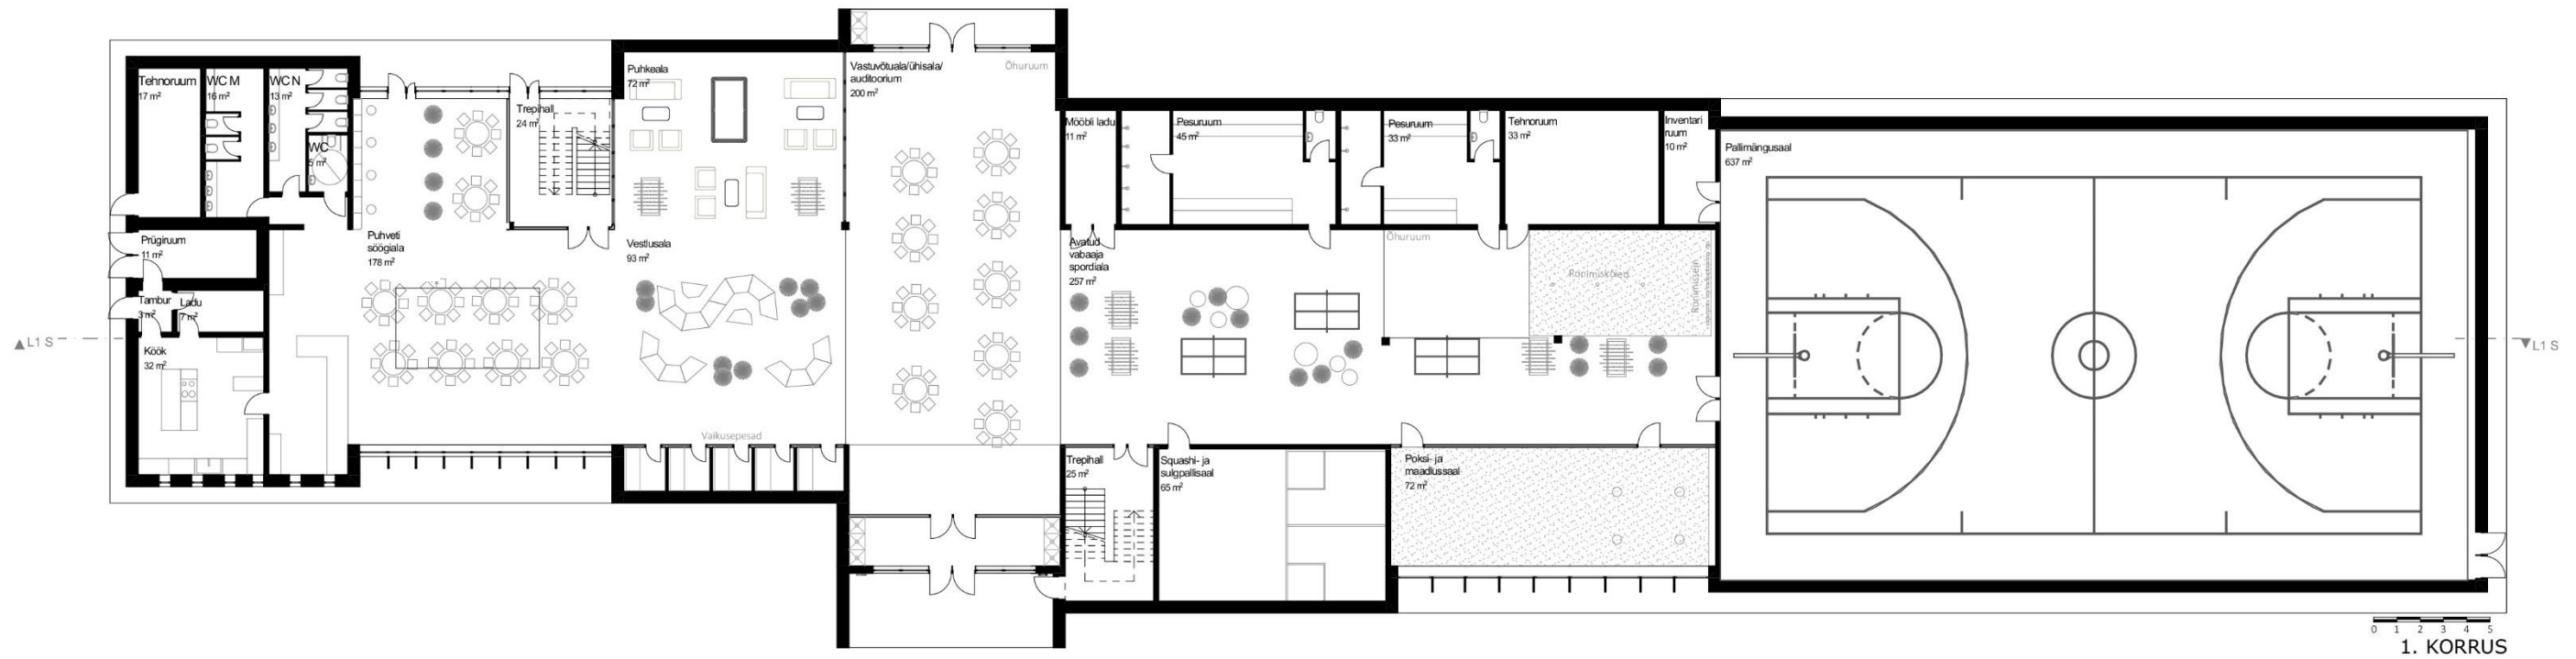 Tehnoruum
17 m²
WC M
16 m²
WC N
13 m²
WC
5 m²
Trepihall
24 m²
Puhkeala
72 m²
Vastuvõtuala/ühisala/
auditoorium
200 m²
Õhuruum
Mööbli ladu
11 m²
Pesuruum
45 m²
Pesuruum
33 m²
Tehnoruum
33 m²
Inventari
ruum
10 m²
Pallimängusaal
637 m²
Prügiruum
11 m²
Puhveti
söögiala
178 m²
Vestlusala
93 m²
Avatud
vabaaja
spordiala
257 m²
Õhuruum
Ronimisköied
Ronimissein
Tambur
3 m²
Ladu
7 m²
L1 S
Köök
32 m²
L1 S
Vaikusepesad
Trepihall
25 m²
Squashi- ja
sulgpallisaal
65 m²
Poksi- ja
maadlussaal
72 m²
0 1 2 3 4 5
1. KORRUS